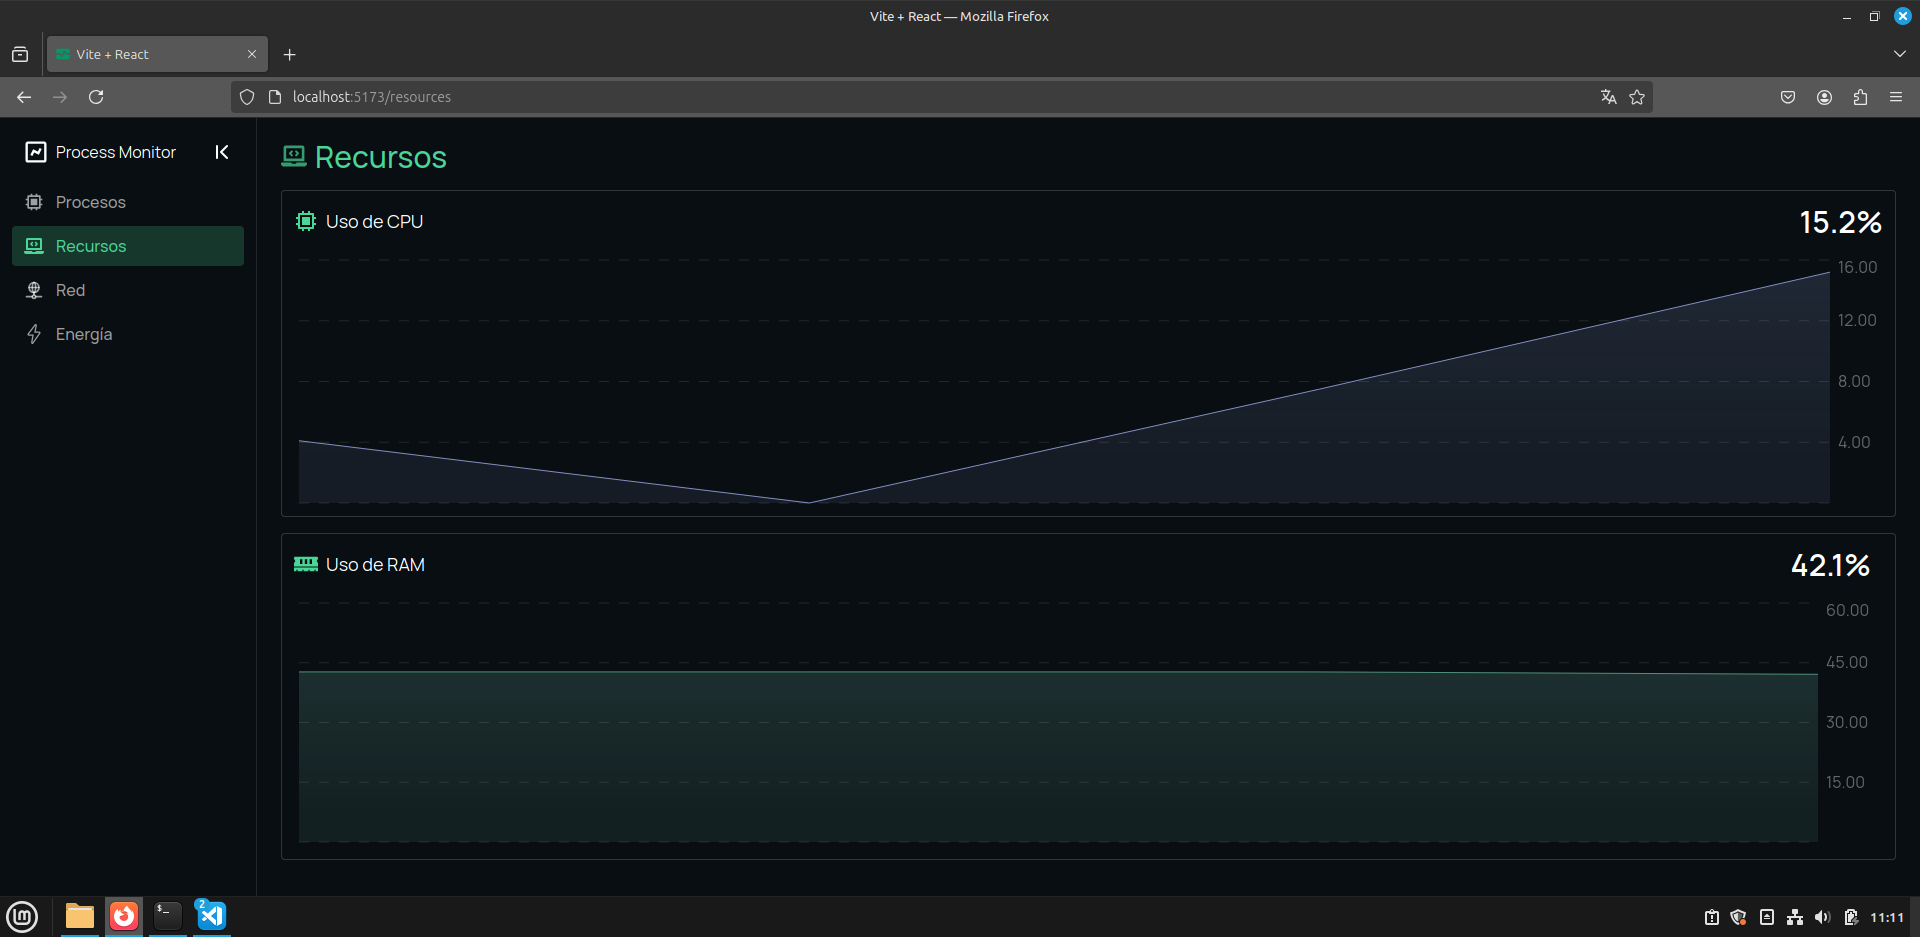 Vite + React — Mozilla Firefox
Vite + React
localhost:5173/resources
Process Monitor
Procesos
Recursos
Red
Energía
Recursos
Uso de CPU
15.2%
16.00
12.00
8.00
4.00
Uso de RAM
42.1%
60.00
45.00
30.00
15.00
$_
2
11:11